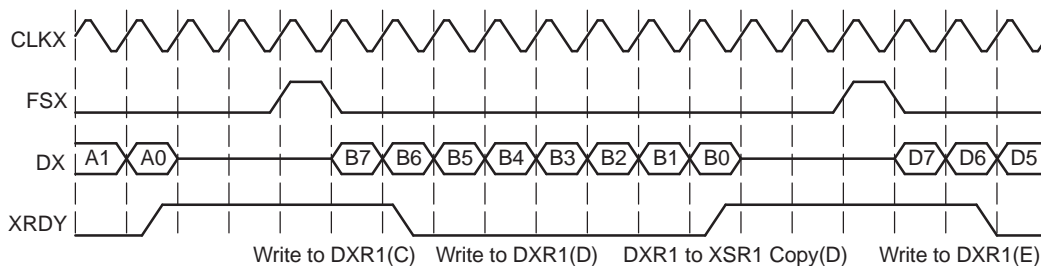 CLKX
FSX
DX A1 A0 B7 B6 B5 B4 B3 B2 B1 B0 D7 D6 D5
XRDY
Write to DXR1(C) Write to DXR1(D) DXR1 to XSR1 Copy(D) Write to DXR1(E)